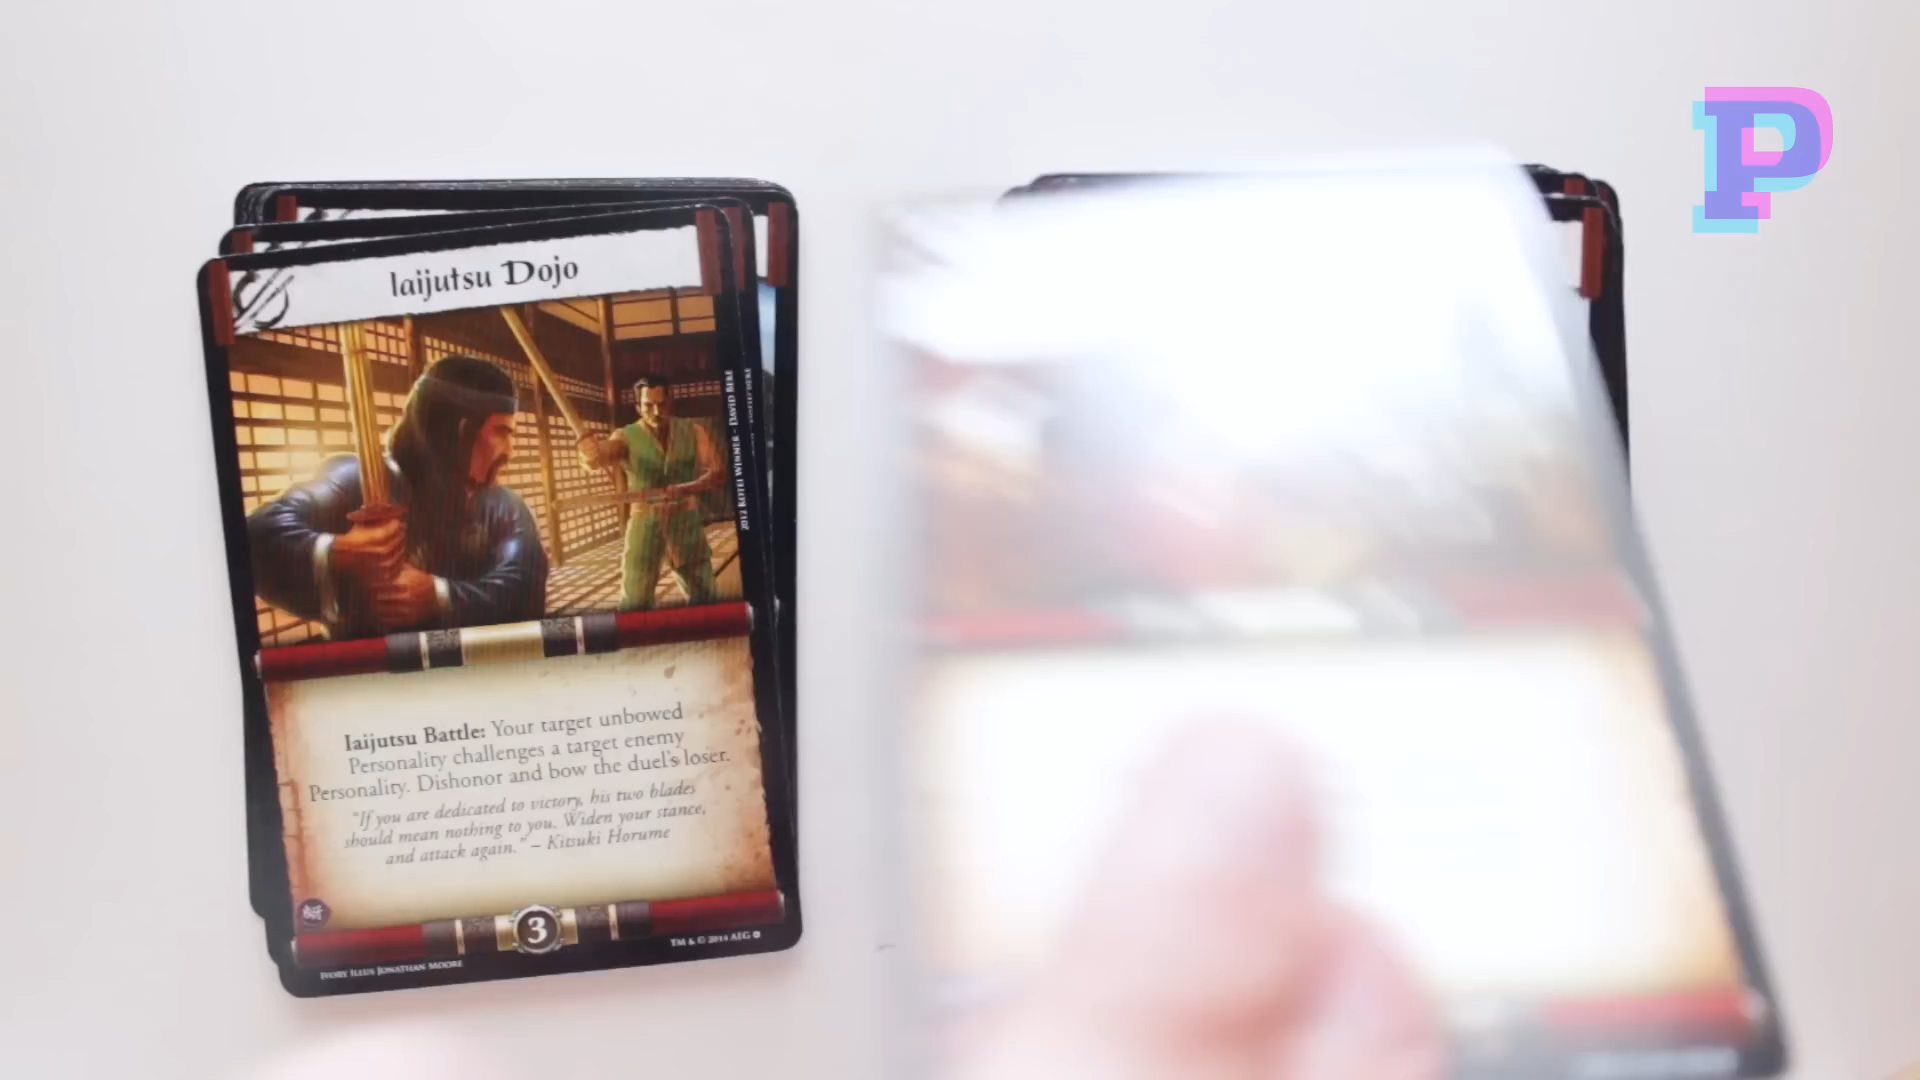 Iaijutsu Dojo
2012 KOTEI WINNER - DAVID BEKE
Iaijutsu Battle: Your target unbowed
Personality challenges a target enemy
Personality. Dishonor and bow the duel's loser.
"If you are dedicated to victory, his two blades
should mean nothing to you. Widen your stance,
and attack again." – Kitsuki Horume
3
IVORY ILLUS JONATHAN MOORE
TM & © 2014 AEG
P